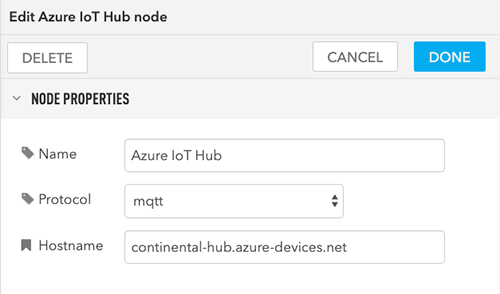 Edit Azure IoT Hub node
DELETE CANCEL DONE
NODE PROPERTIES
Name Azure IoT Hub
Protocol mqtt
Hostname continental-hub.azure-devices.net